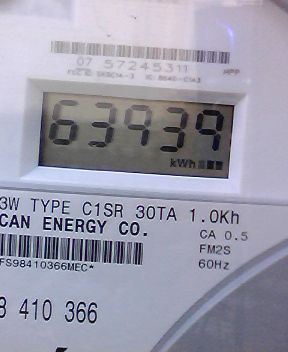 07 57245311
63939
kWh
3W TYPE C1SR 30TA 1.0Kh
CAN ENERGY CO.
CA 0.5
FM2S
FS98410366MEC*
60Hz
8 410 366